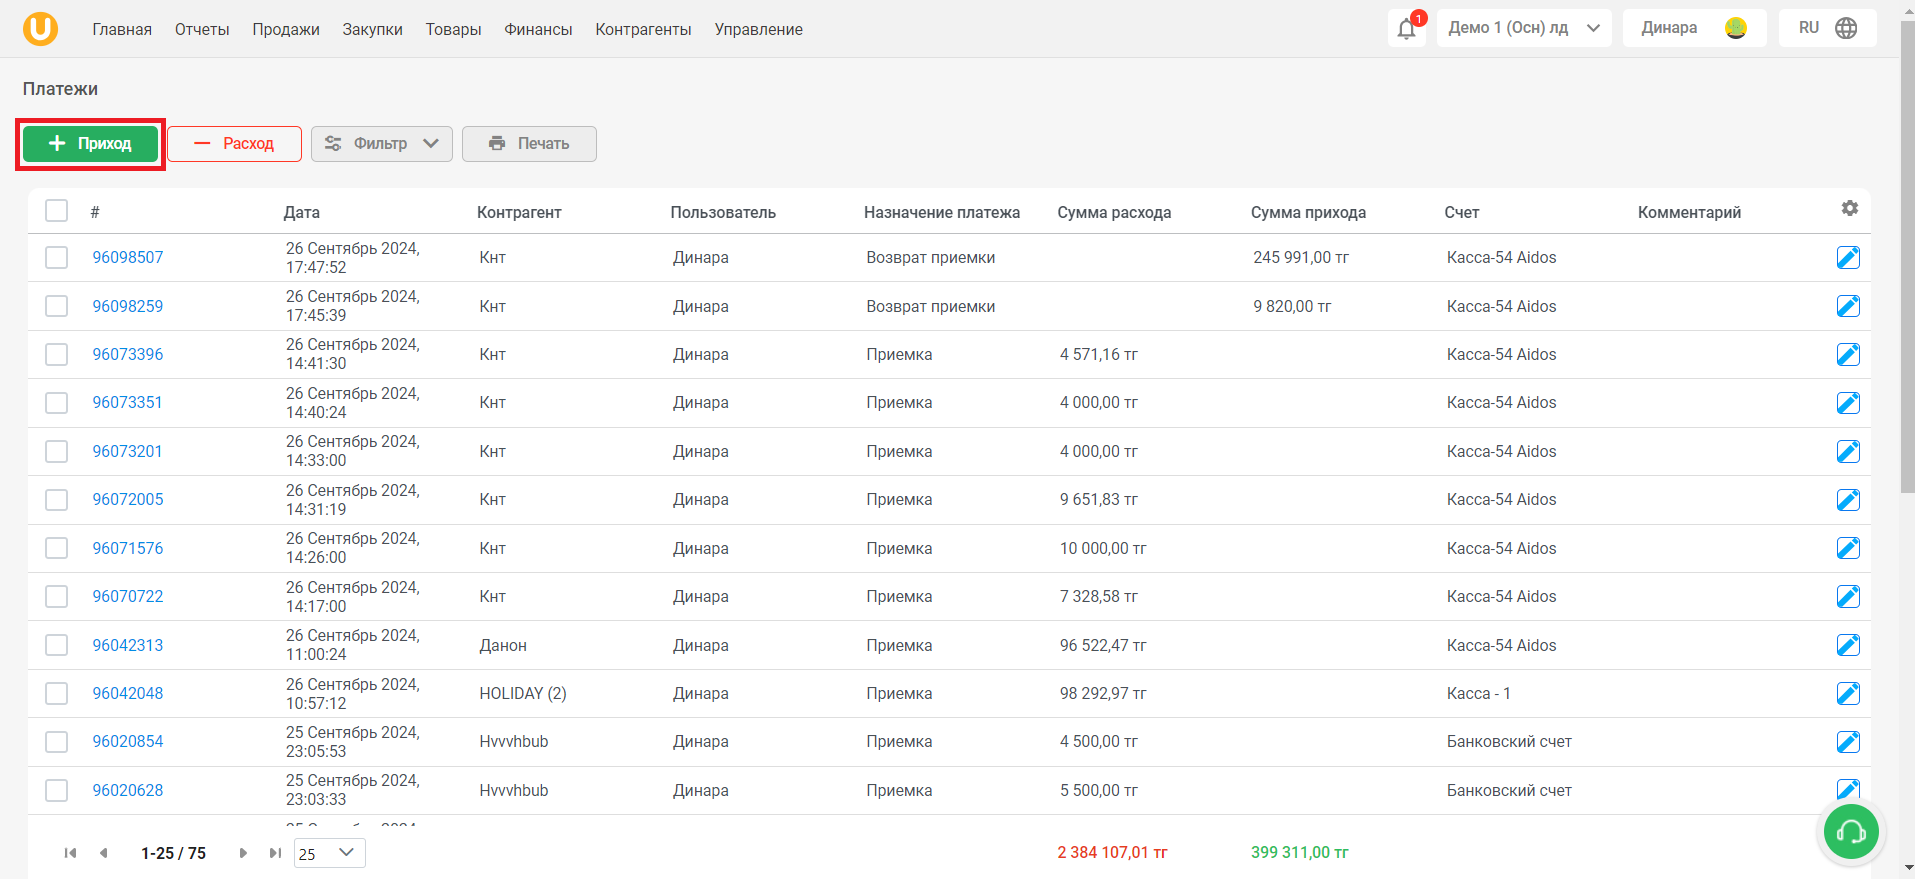 U Главная Отчеты Продажи Закупки Товары Финансы Контрагенты Управление 1 Демо 1 (Осн) лд Динара RU
Платежи
Приход Расход Фильтр Печать
# Дата Контрагент Пользователь Назначение платежа Сумма расхода Сумма прихода Счет Комментарий
96098507 26 Сентябрь 2024, 17:47:52 Кнт Динара Возврат приемки 245 991,00 тг Касса-54 Aidos
96098259 26 Сентябрь 2024, 17:45:39 Кнт Динара Возврат приемки 9 820,00 тг Касса-54 Aidos
96073396 26 Сентябрь 2024, 14:41:30 Кнт Динара Приемка 4 571,16 тг Касса-54 Aidos
96073351 26 Сентябрь 2024, 14:40:24 Кнт Динара Приемка 4 000,00 тг Касса-54 Aidos
96073201 26 Сентябрь 2024, 14:33:00 Кнт Динара Приемка 4 000,00 тг Касса-54 Aidos
96072005 26 Сентябрь 2024, 14:31:19 Кнт Динара Приемка 9 651,83 тг Касса-54 Aidos
96071576 26 Сентябрь 2024, 14:26:00 Кнт Динара Приемка 10 000,00 тг Касса-54 Aidos
96070722 26 Сентябрь 2024, 14:17:00 Кнт Динара Приемка 7 328,58 тг Касса-54 Aidos
96042313 26 Сентябрь 2024, 11:00:24 Данон Динара Приемка 96 522,47 тг Касса-54 Aidos
96042048 26 Сентябрь 2024, 10:57:12 HOLIDAY (2) Динара Приемка 98 292,97 тг Касса - 1
96020854 25 Сентябрь 2024, 23:05:53 Hvvvhbub Динара Приемка 4 500,00 тг Банковский счет
96020628 25 Сентябрь 2024, 23:03:33 Hvvvhbub Динара Приемка 5 500,00 тг Банковский счет
1-25 / 75 25 2 384 107,01 тг 399 311,00 тг